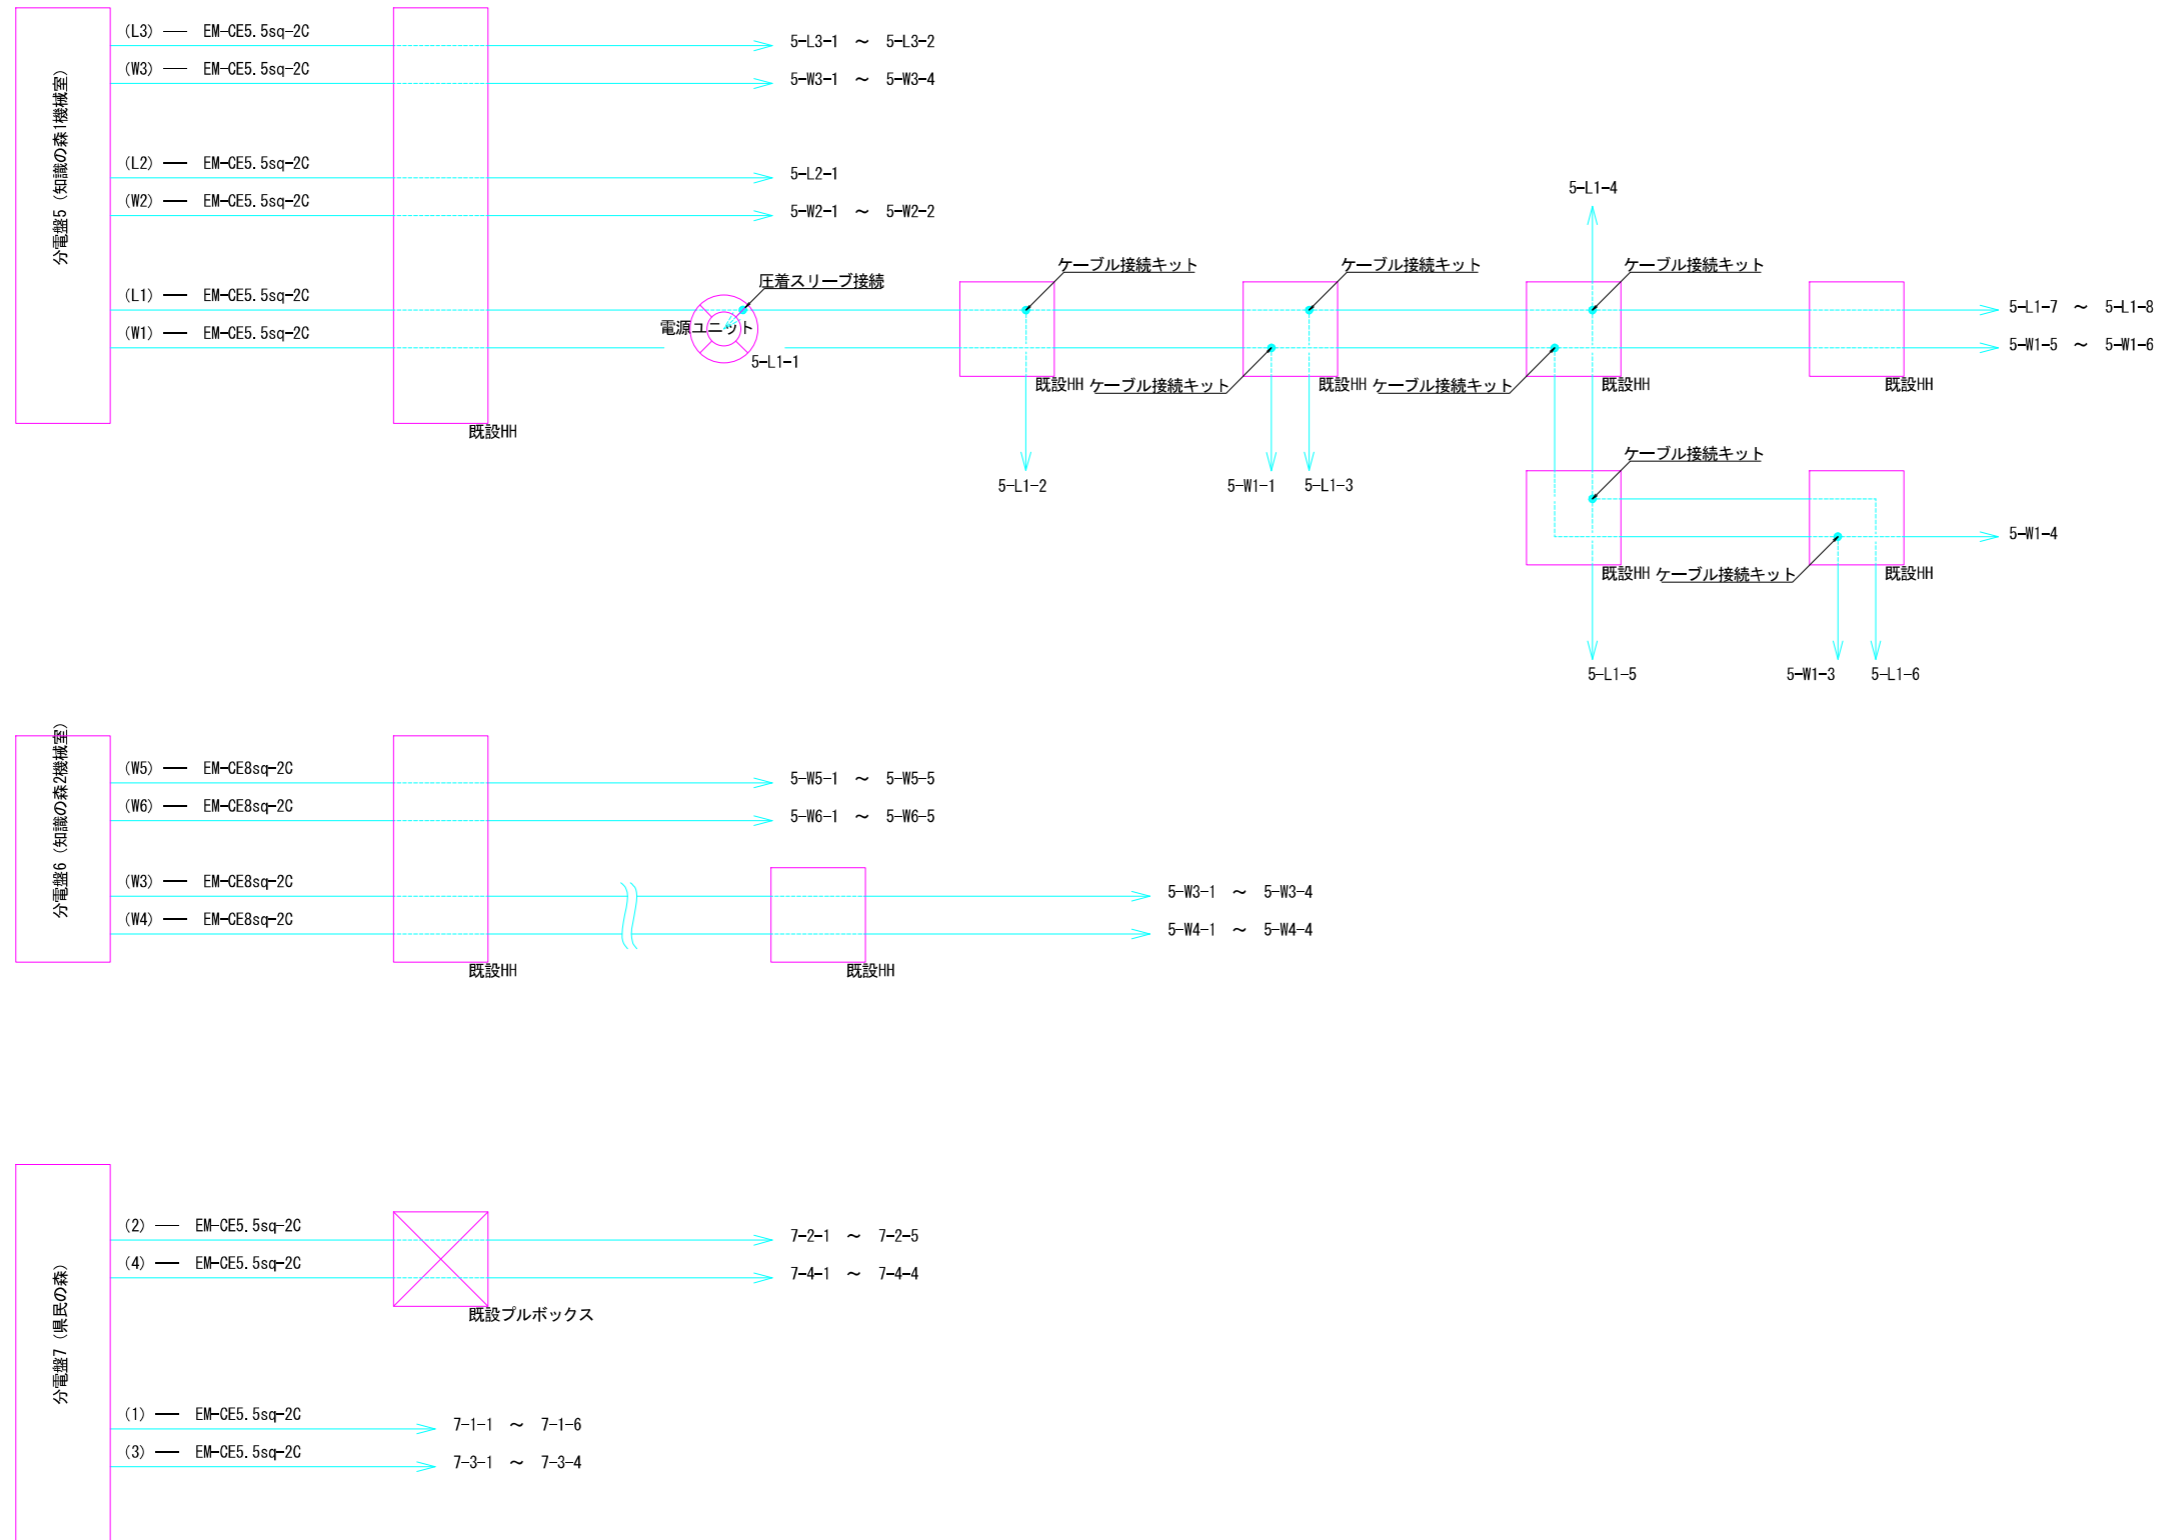 分電盤5（知識の森1機械室）
(L3) ── EM-CE5.5sq-2C
5-L3-1 ～ 5-L3-2
(W3) ── EM-CE5.5sq-2C
5-W3-1 ～ 5-W3-4
(L2) ── EM-CE5.5sq-2C
5-L2-1
(W2) ── EM-CE5.5sq-2C
5-W2-1 ～ 5-W2-2
(L1) ── EM-CE5.5sq-2C
(W1) ── EM-CE5.5sq-2C
既設HH
圧着スリーブ接続
電源ユニット
5-L1-1
ケーブル接続キット
既設HH
5-L1-2
ケーブル接続キット
ケーブル接続キット
既設HH
5-W1-1
5-L1-3
5-L1-4
ケーブル接続キット
ケーブル接続キット
既設HH
既設HH
5-L1-7 ～ 5-L1-8
5-W1-5 ～ 5-W1-6
ケーブル接続キット
既設HH
ケーブル接続キット
既設HH
5-W1-4
5-L1-5
5-W1-3
5-L1-6
分電盤6（知識の森2機械室）
(W5) ── EM-CE8sq-2C
5-W5-1 ～ 5-W5-5
(W6) ── EM-CE8sq-2C
5-W6-1 ～ 5-W6-5
(W3) ── EM-CE8sq-2C
5-W3-1 ～ 5-W3-4
(W4) ── EM-CE8sq-2C
5-W4-1 ～ 5-W4-4
既設HH
既設HH
分電盤7（県民の森）
(2) ── EM-CE5.5sq-2C
7-2-1 ～ 7-2-5
(4) ── EM-CE5.5sq-2C
7-4-1 ～ 7-4-4
既設プルボックス
(1) ── EM-CE5.5sq-2C
7-1-1 ～ 7-1-6
(3) ── EM-CE5.5sq-2C
7-3-1 ～ 7-3-4